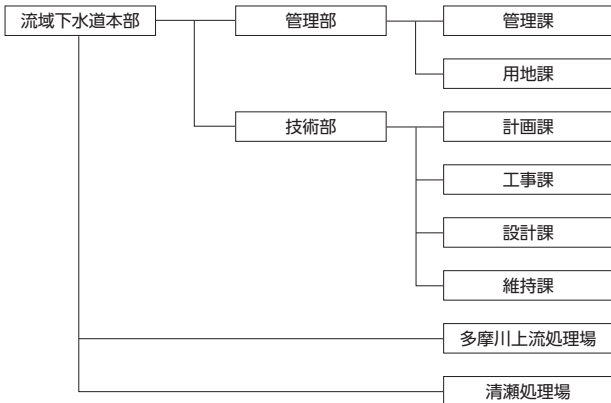 流域下水道本部
管理部
管理課
用地課
技術部
計画課
工事課
設計課
維持課
多摩川上流処理場
清瀬処理場